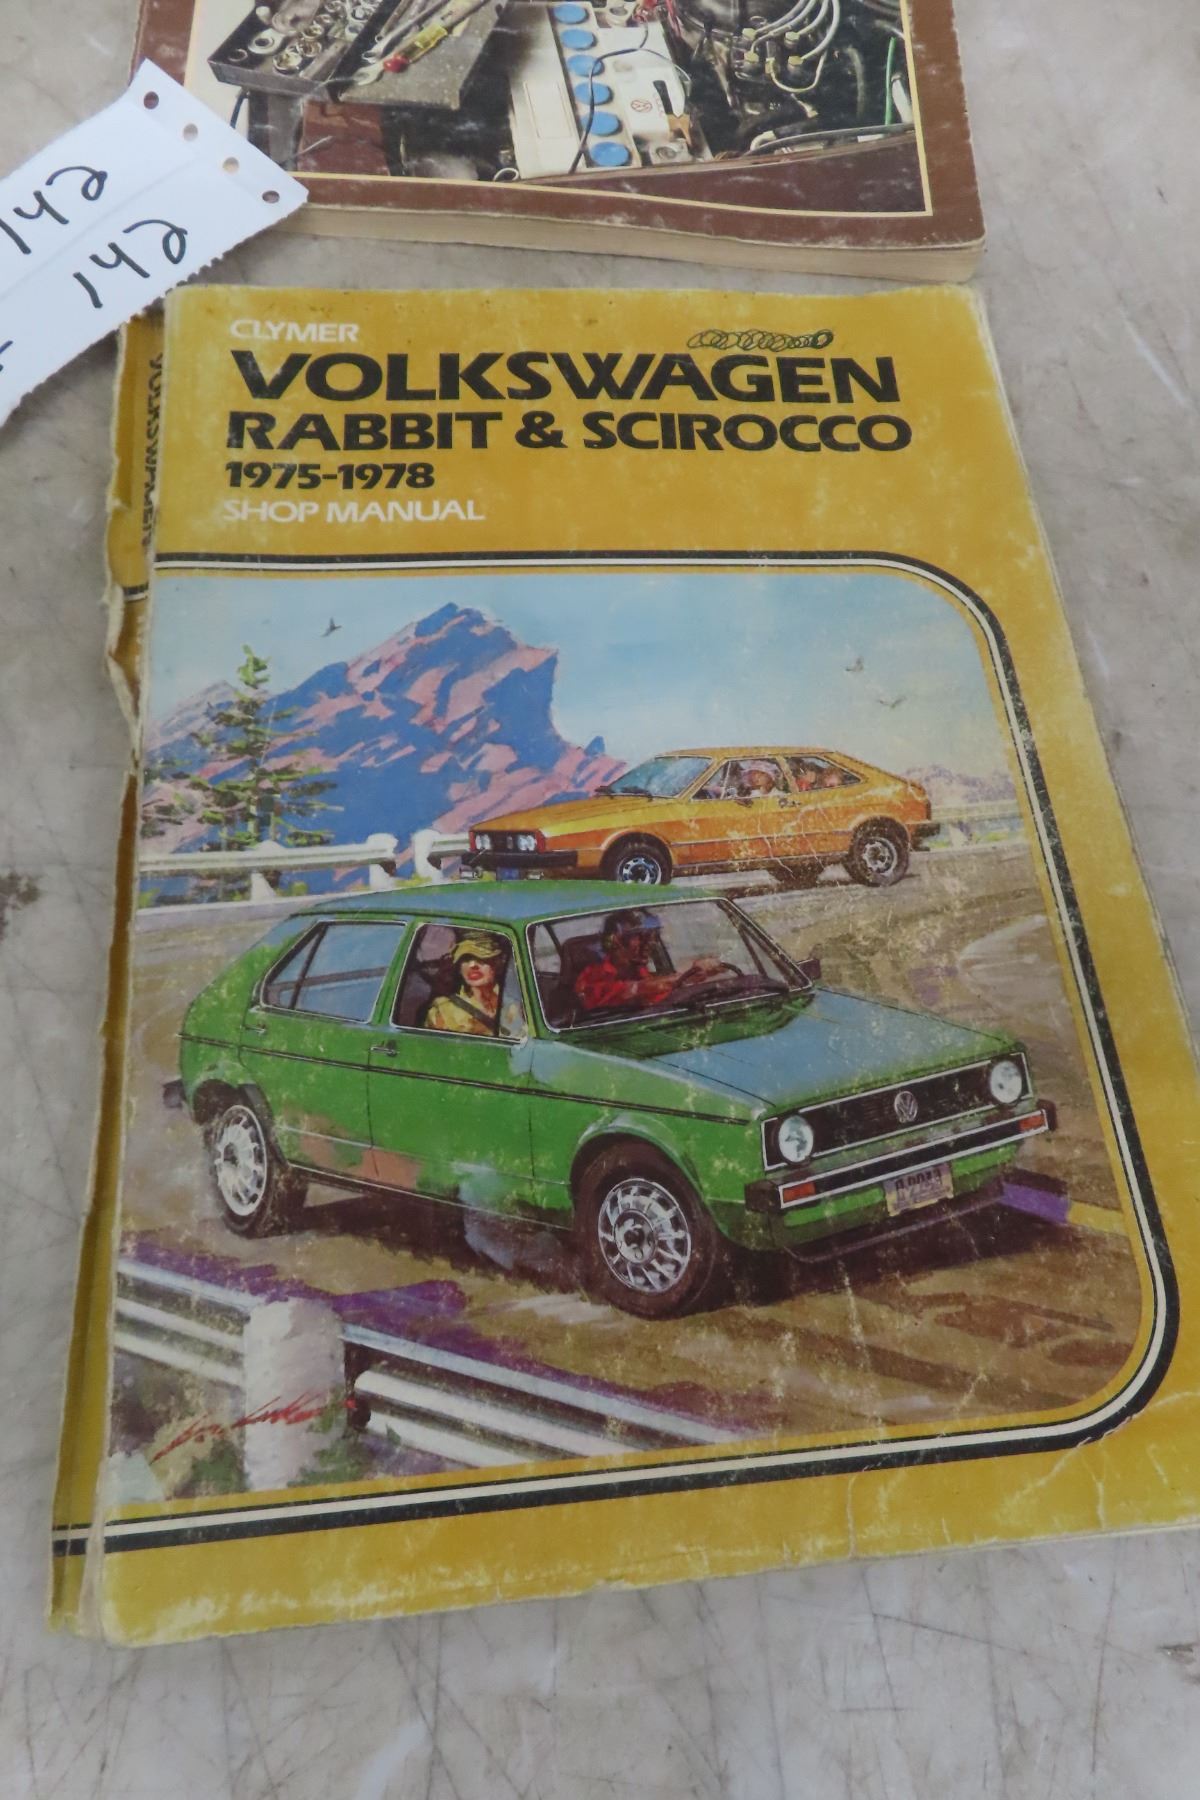 142
142
CLYMER
VOLKSWAGEN
RABBIT & SCIROCCO
1975-1978
SHOP MANUAL
VOLKSWAGEN